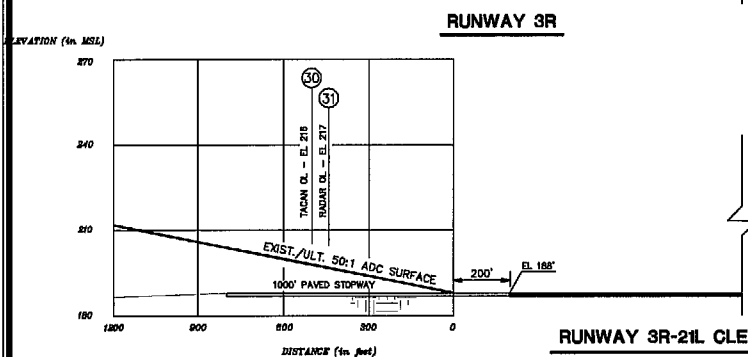 RUNWAY 3R
ELEVATION (in MSL)
270
240
210
180
30
31
TACAN OL - EL 216
RADAR OL - EL 217
EXIST./ULT. 50:1 ADC SURFACE
1000' PAVED STOPWAY
200'
EL 188'
1200
900
600
300
0
DISTANCE (in feet)
RUNWAY 3R-21L CLE